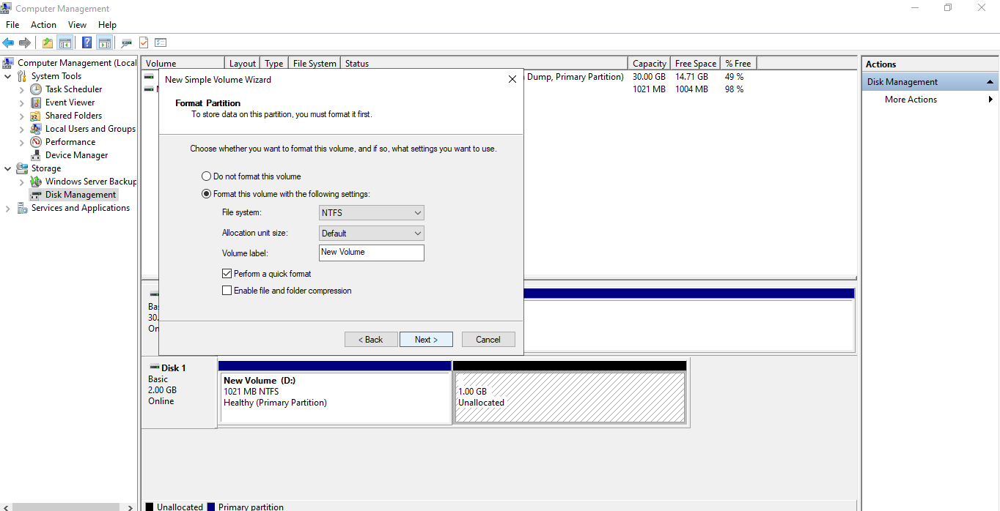 Computer Management
File Action View Help
Computer Management (Local
System Tools
Task Scheduler
Event Viewer
Shared Folders
Local Users and Groups
Performance
Device Manager
Storage
Windows Server Backup
Disk Management
Services and Applications
Volume Layout Type File System Status Capacity Free Space % Free
Dump, Primary Partition) 30.00 GB 14.71 GB 49 %
1021 MB 1004 MB 98 %
New Simple Volume Wizard
Format Partition
To store data on this partition, you must format it first.
Choose whether you want to format this volume, and if so, what settings you want to use.
Do not format this volume
Format this volume with the following settings:
File system: NTFS
Allocation unit size: Default
Volume label: New Volume
Perform a quick format
Enable file and folder compression
< Back Next > Cancel
Disk 1
Basic
2.00 GB
Online
New Volume (D:)
1021 MB NTFS
Healthy (Primary Partition)
1.00 GB
Unallocated
Unallocated Primary partition
Actions
Disk Management
More Actions